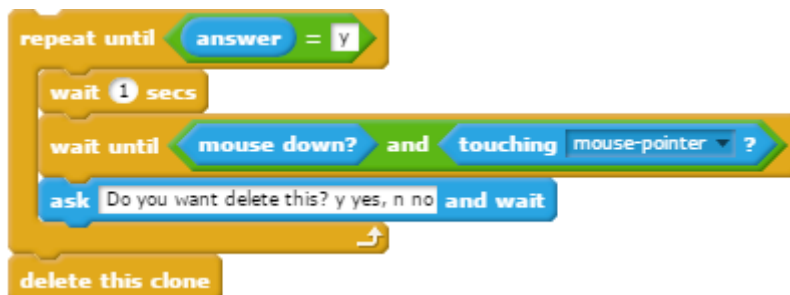 repeat until answer = y
wait 1 secs
wait until mouse down? and touching mouse-pointer ?
ask Do you want delete this? y yes, n no and wait
delete this clone